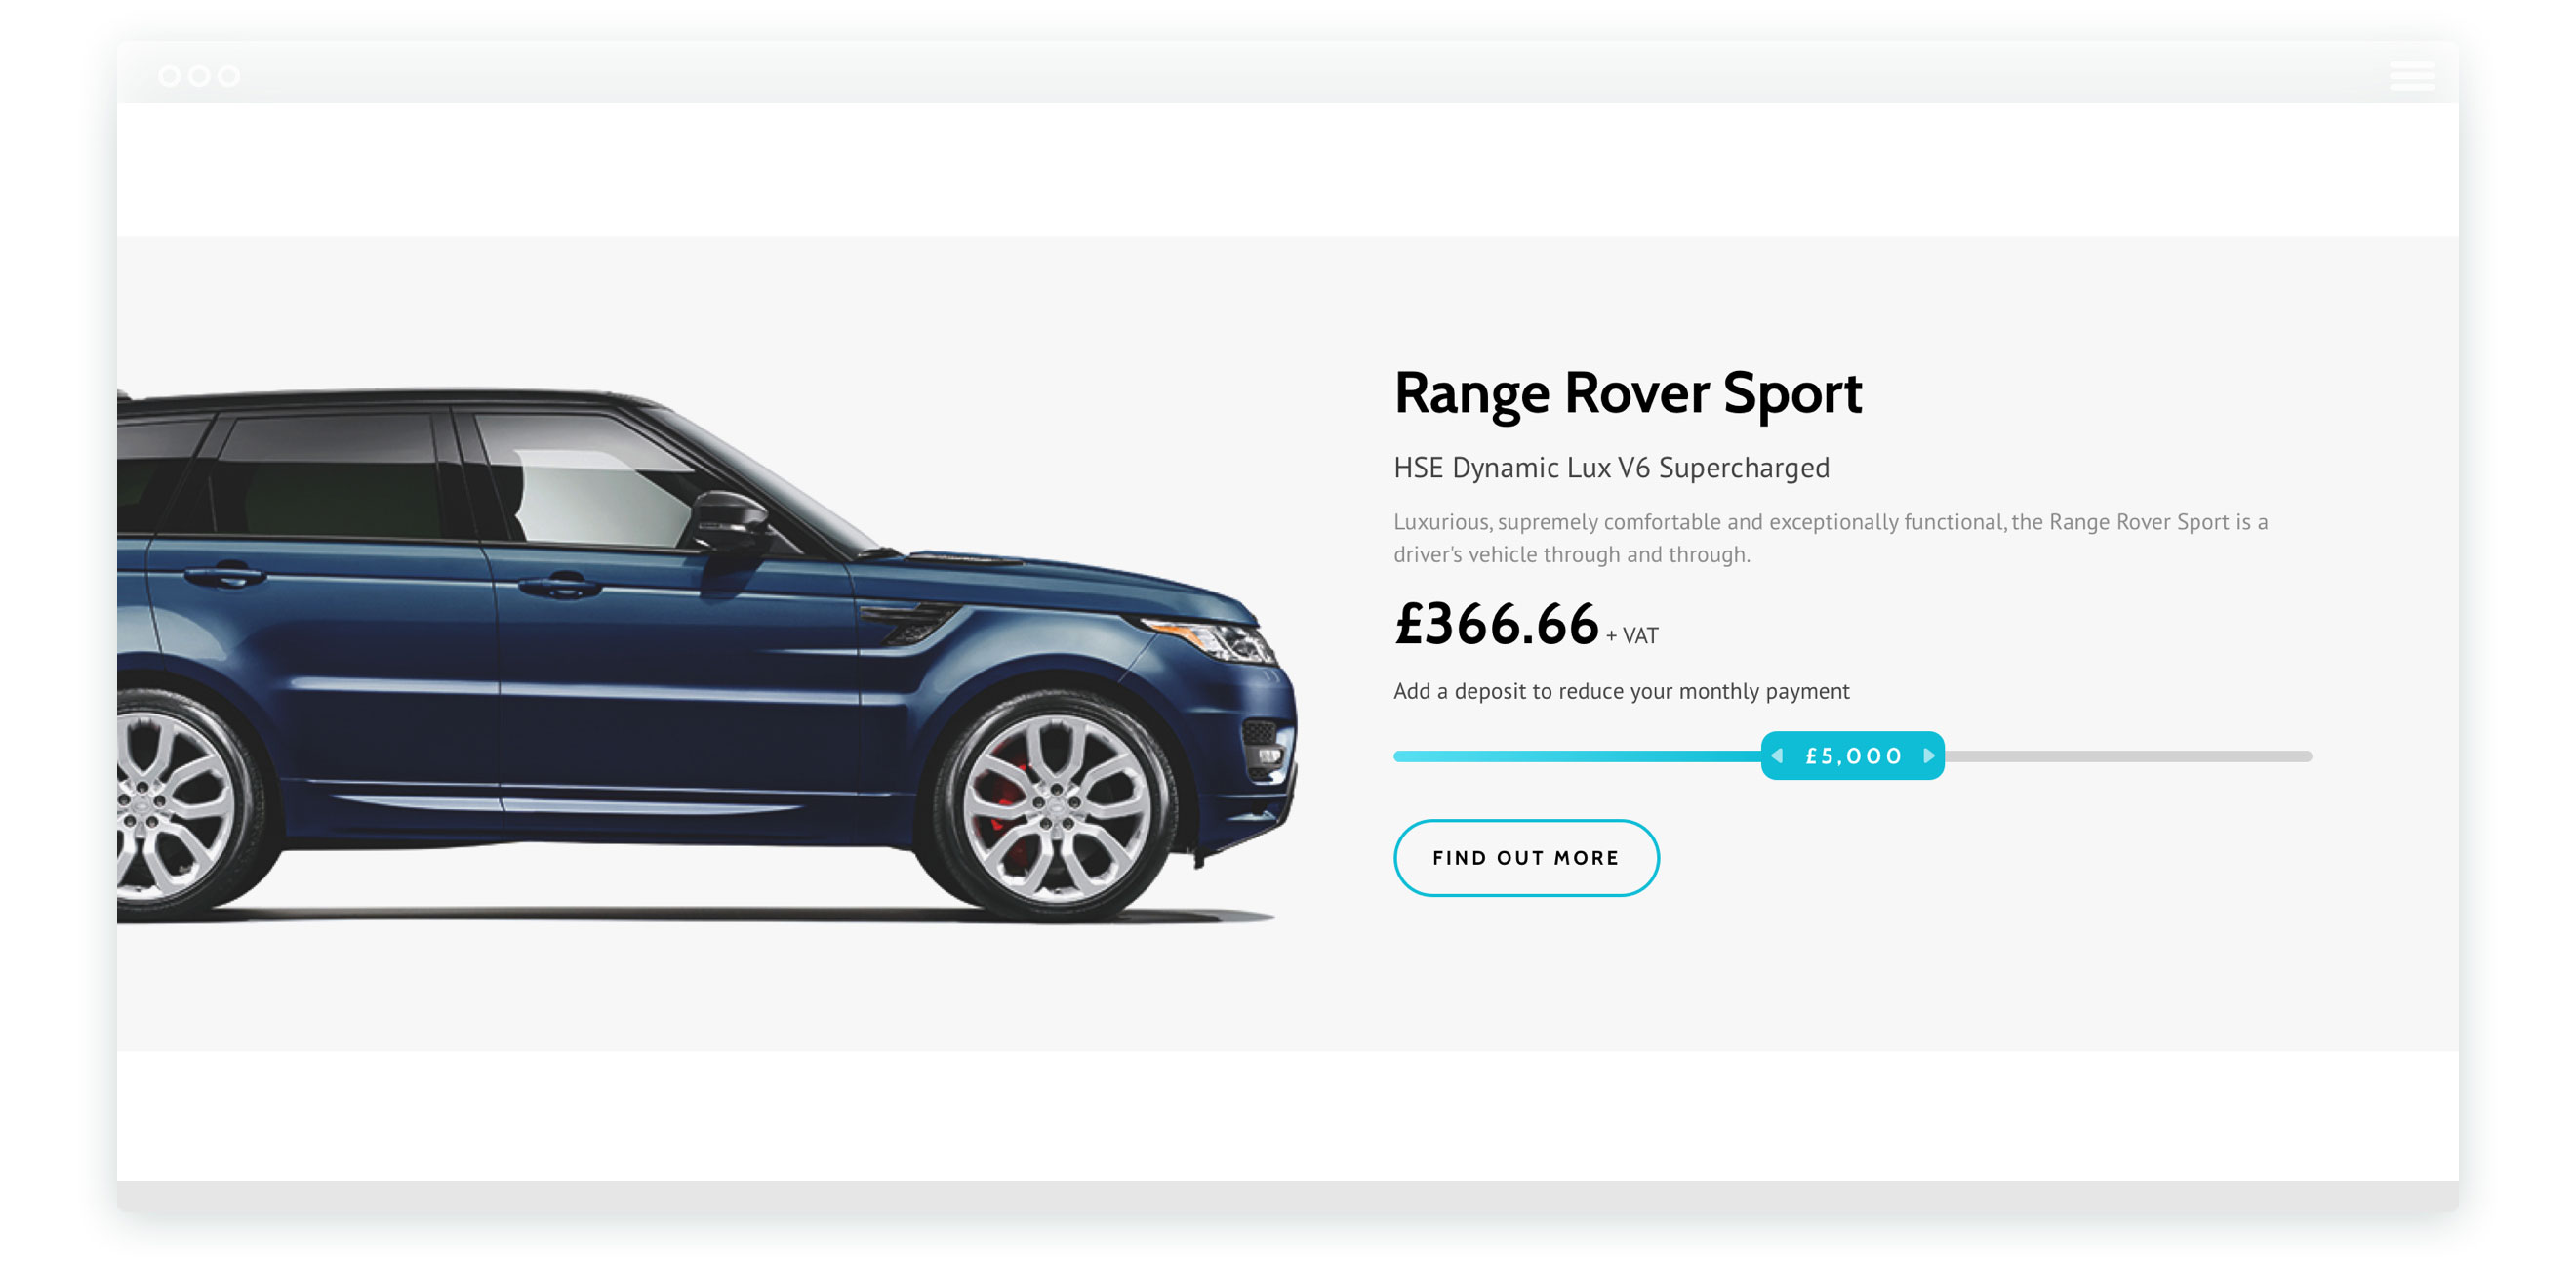 Range Rover Sport
HSE Dynamic Lux V6 Supercharged
Luxurious, supremely comfortable and exceptionally functional, the Range Rover Sport is a
driver's vehicle through and through.
£366.66 + VAT
Add a deposit to reduce your monthly payment
£5,000
FIND OUT MORE